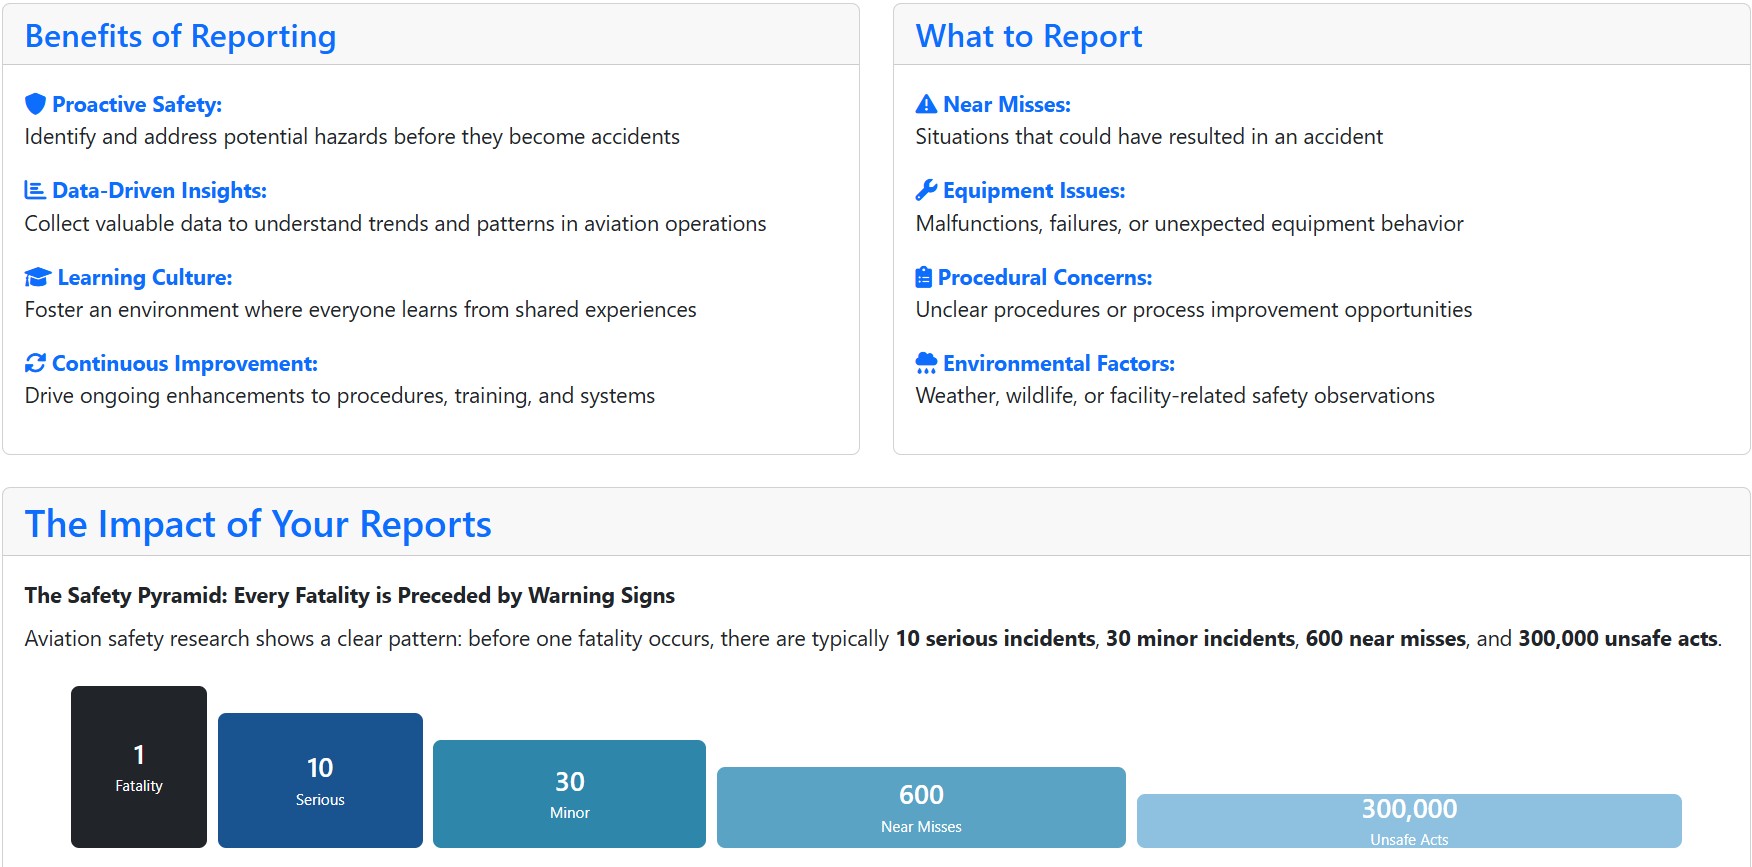 Benefits of Reporting
Proactive Safety:
Identify and address potential hazards before they become accidents
Data-Driven Insights:
Collect valuable data to understand trends and patterns in aviation operations
Learning Culture:
Foster an environment where everyone learns from shared experiences
Continuous Improvement:
Drive ongoing enhancements to procedures, training, and systems
What to Report
Near Misses:
Situations that could have resulted in an accident
Equipment Issues:
Malfunctions, failures, or unexpected equipment behavior
Procedural Concerns:
Unclear procedures or process improvement opportunities
Environmental Factors:
Weather, wildlife, or facility-related safety observations
The Impact of Your Reports
The Safety Pyramid: Every Fatality is Preceded by Warning Signs
Aviation safety research shows a clear pattern: before one fatality occurs, there are typically 10 serious incidents, 30 minor incidents, 600 near misses, and 300,000 unsafe acts.
1
Fatality
10
Serious
30
Minor
600
Near Misses
300,000
Unsafe Acts